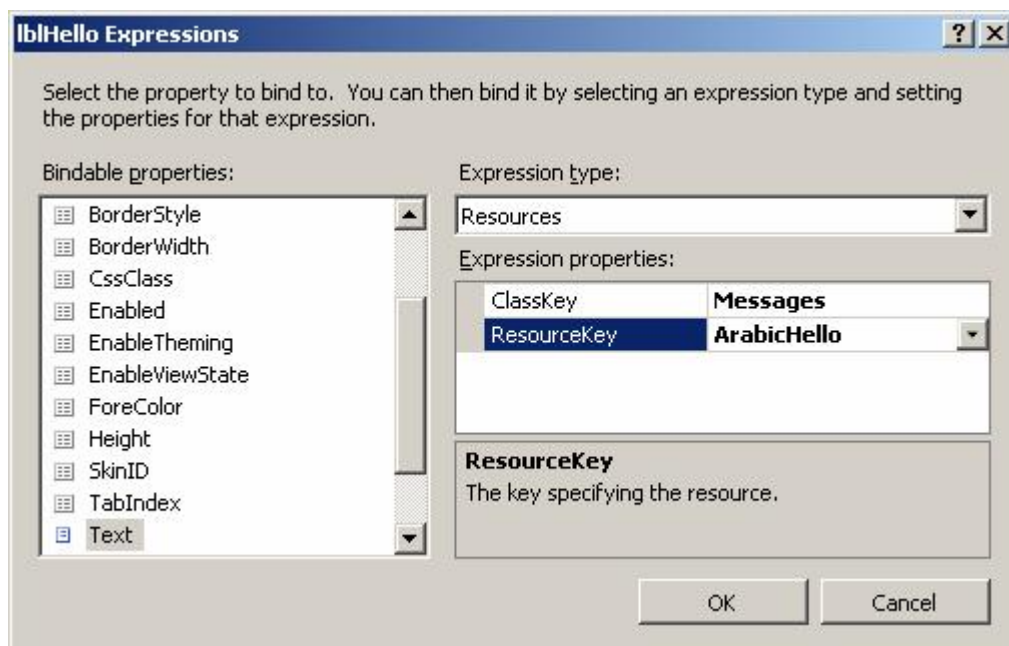 lblHello Expressions
Select the property to bind to.  You can then bind it by selecting an expression type and setting
the properties for that expression.
Bindable properties:
BorderStyle
BorderWidth
CssClass
Enabled
EnableTheming
EnableViewState
ForeColor
Height
SkinID
TabIndex
Text
Expression type:
Resources
Expression properties:
ClassKey Messages
ResourceKey ArabicHello
ResourceKey
The key specifying the resource.
OK Cancel